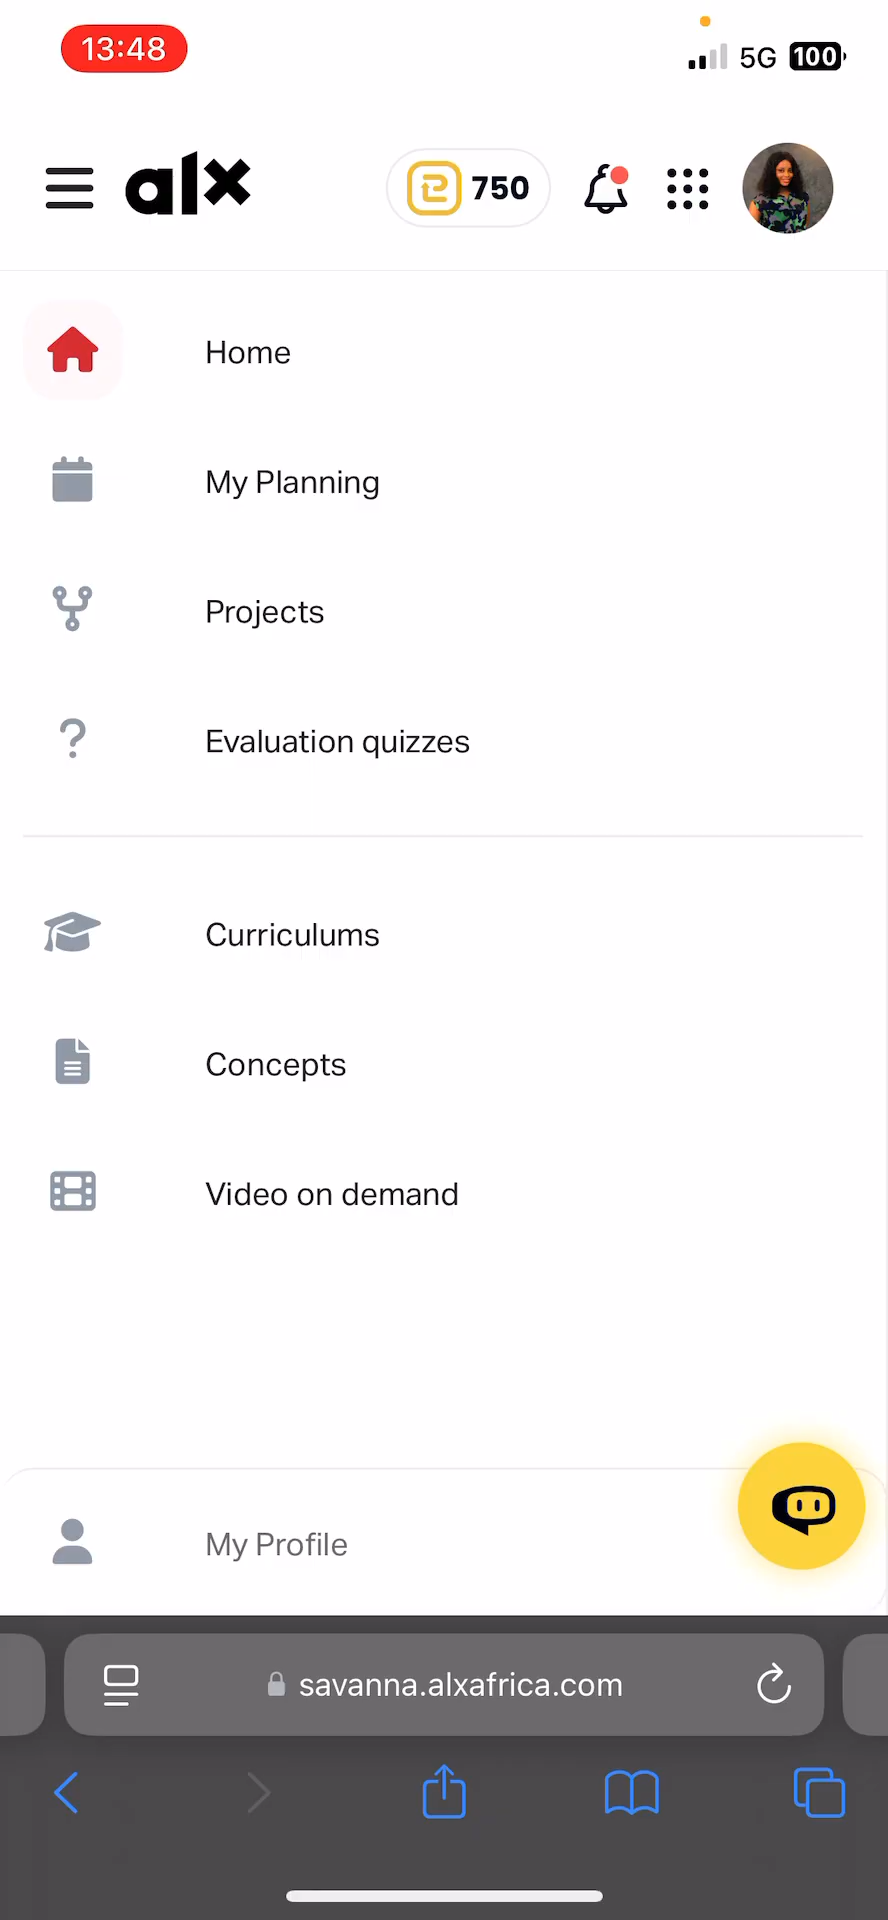 13:48
5G 100
alx
750
Home
My Planning
Projects
Evaluation quizzes
Curriculums
Concepts
Video on demand
My Profile
savanna.alxafrica.com